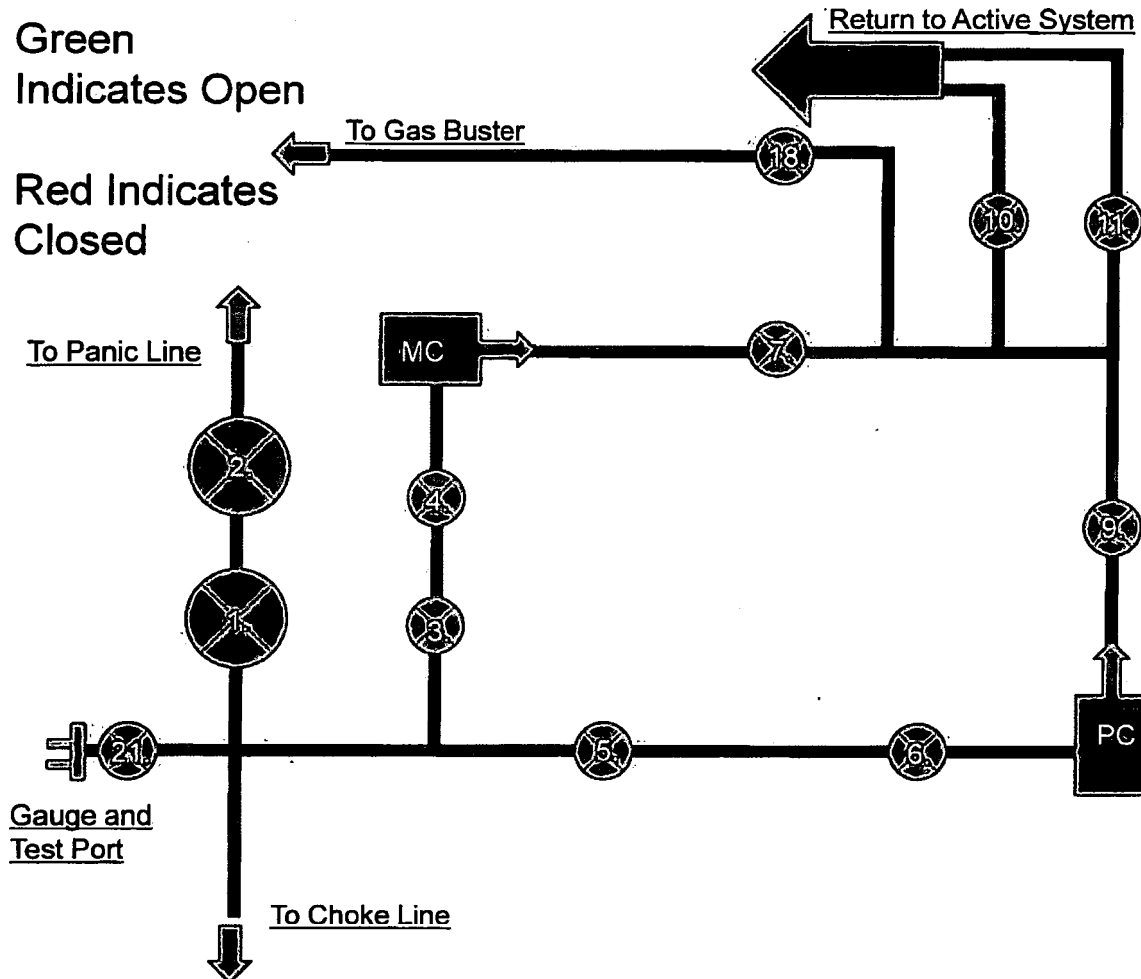 Green
Indicates Open
Return to Active System
To Gas Buster
18.
Red Indicates
Closed
10.
11.
To Panic Line
MC
7.
2.
4.
9.
1.
3.
21.
5.
6.
PC
Gauge and
Test Port
To Choke Line